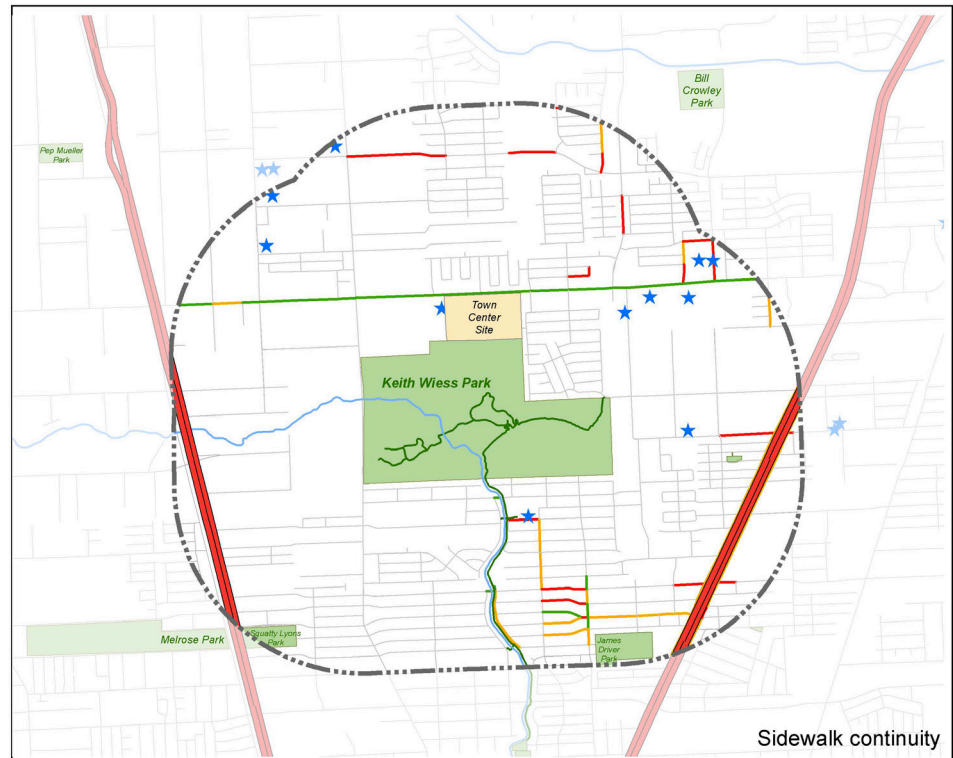 Bill
Crowley
Park
Pep Mueller
Park
Town
Center
Site
Keith Wiess Park
Melrose Park
Squatty Lyons
Park
James
Driver
Park
Sidewalk continuity